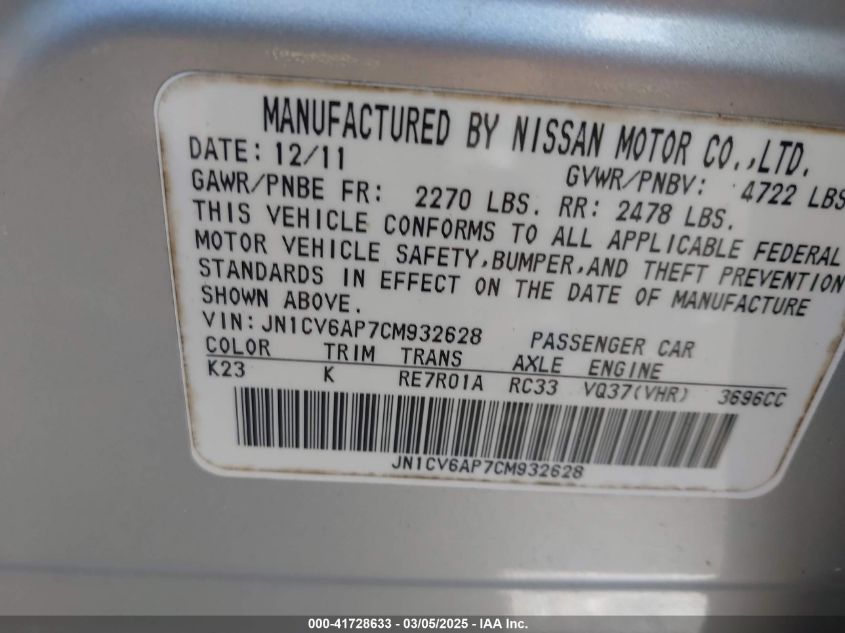 MANUFACTURED BY NISSAN MOTOR CO.,LTD.
DATE: 12/11 GVWR/PNBV: 4722 LBS
GAWR/PNBE FR: 2270 LBS. RR: 2478 LBS.
THIS VEHICLE CONFORMS TO ALL APPLICABLE FEDERAL
MOTOR VEHICLE SAFETY,BUMPER,AND THEFT PREVENTION
STANDARDS IN EFFECT ON THE DATE OF MANUFACTURE
SHOWN ABOVE.
VIN: JN1CV6AP7CM932628 PASSENGER CAR
COLOR TRIM TRANS AXLE ENGINE
K23 K RE7R01A RC33 VQ37(VHR) 3696CC
JN1CV6AP7CM932628
000-41728633 — 03/05/2025 — IAAI Inc.